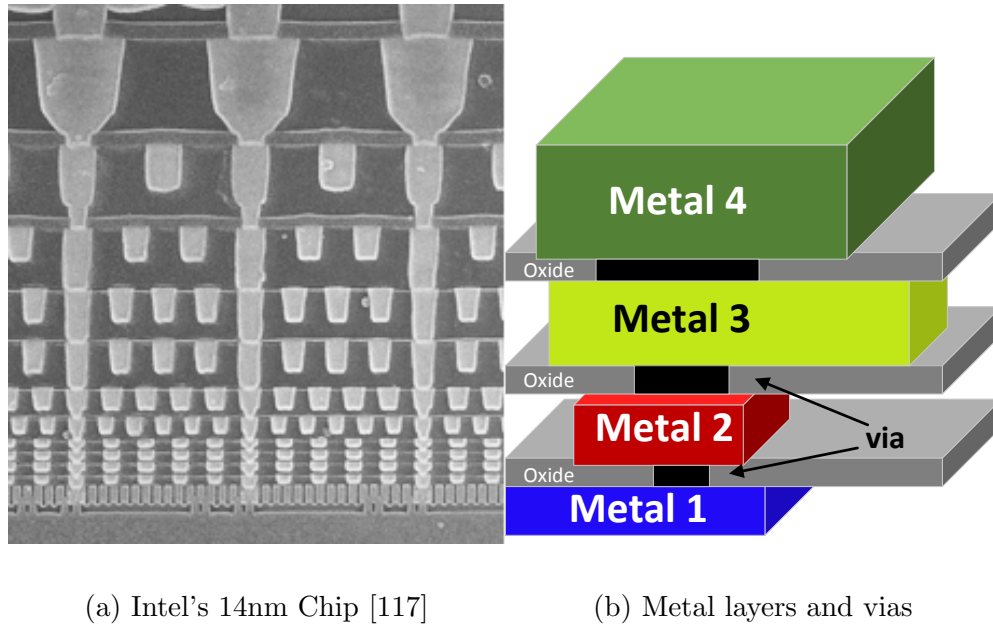 Metal 4
Oxide
Metal 3
Oxide
Metal 2
via
Oxide
Metal 1
(a) Intel's 14nm Chip [117]
(b) Metal layers and vias